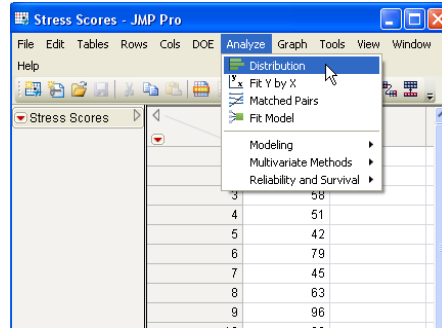 Stress Scores - JMP Pro
File Edit Tables Rows Cols DOE Analyze Graph Tools View Window
Help
Distribution
Fit Y by X
Matched Pairs
Fit Model
Modeling
Multivariate Methods
Reliability and Survival
Stress Scores
3 58
4 51
5 42
6 79
7 45
8 63
9 96